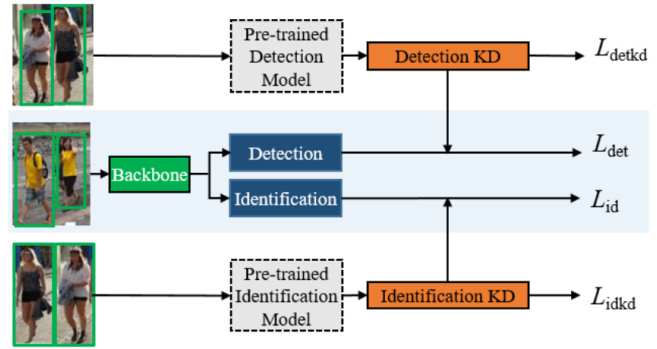 Pre-trained
Detection
Model
Detection KD
L_detkd
Backbone
Detection
L_det
Identification
L_id
Pre-trained
Identification
Model
Identification KD
L_idkd